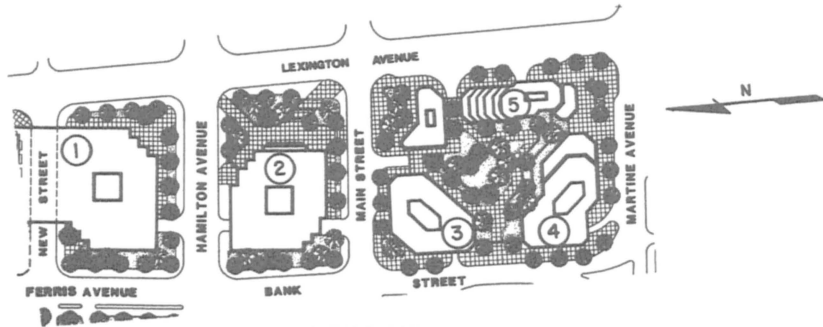 LEXINGTON AVENUE
N
1
2
5
3
4
NEW STREET
HAMILTON AVENUE
MAIN STREET
MARTINE AVENUE
FERRIS AVENUE
BANK STREET